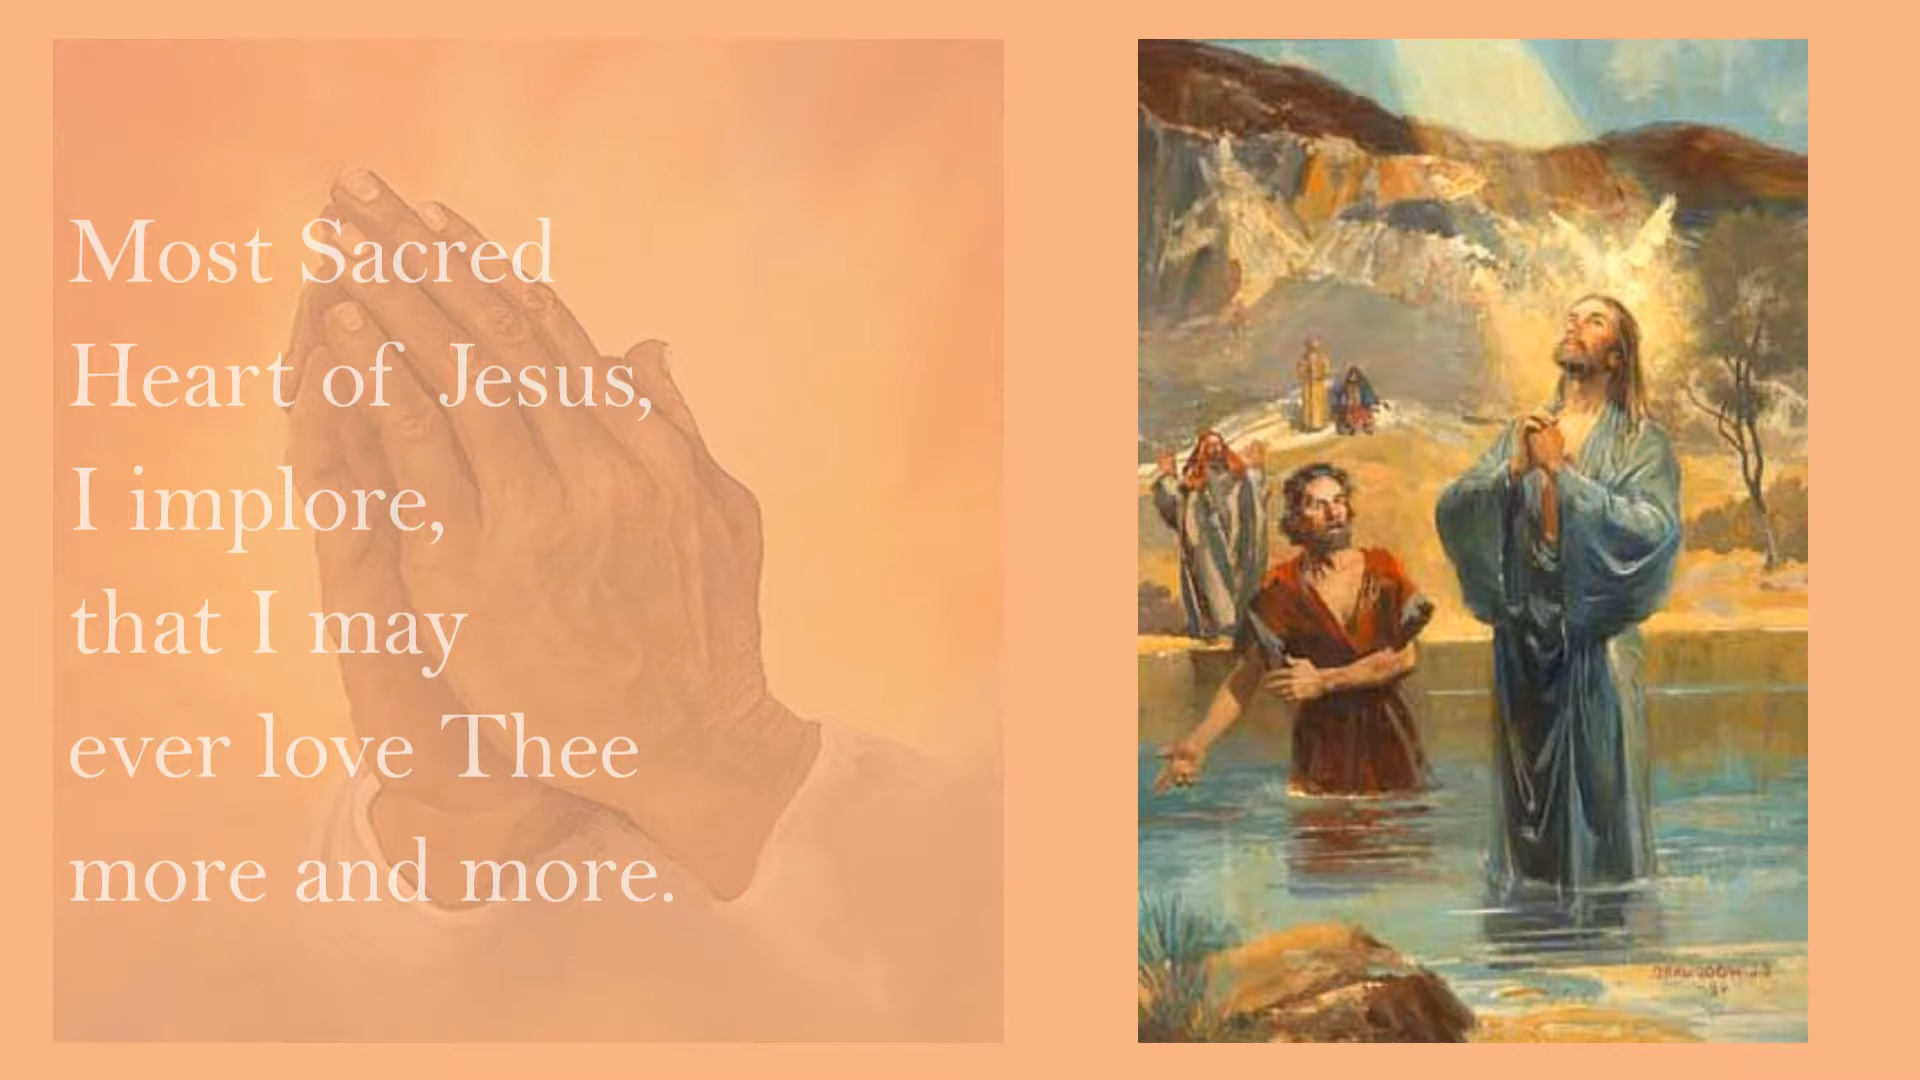 Most Sacred
Heart of Jesus,
I implore,
that I may
ever love Thee
more and more.